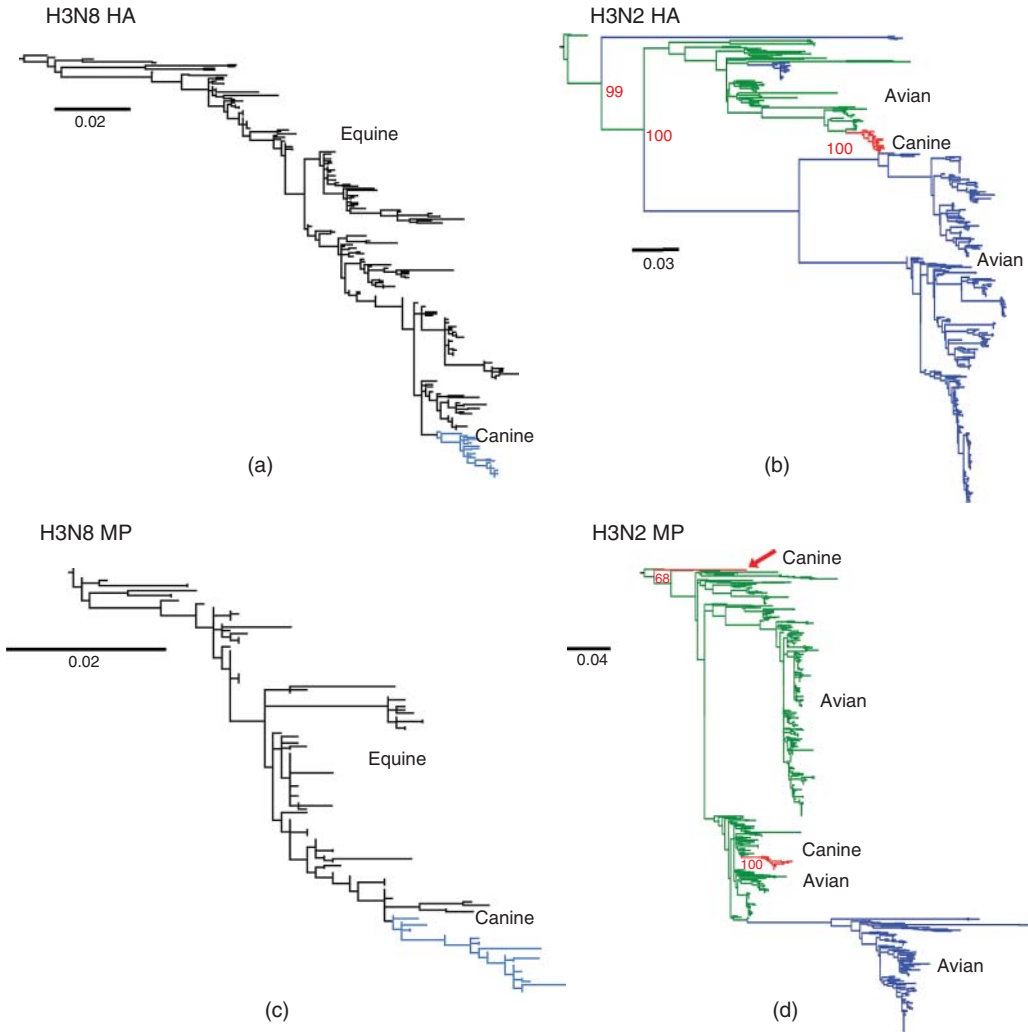 H3N8 HA
0.02
Equine
Canine
(a)
H3N2 HA
99
100
Avian
Canine
100
0.03
Avian
(b)
H3N8 MP
0.02
Equine
Canine
(c)
H3N2 MP
Canine
68
0.04
Avian
Canine
100
Avian
Avian
(d)